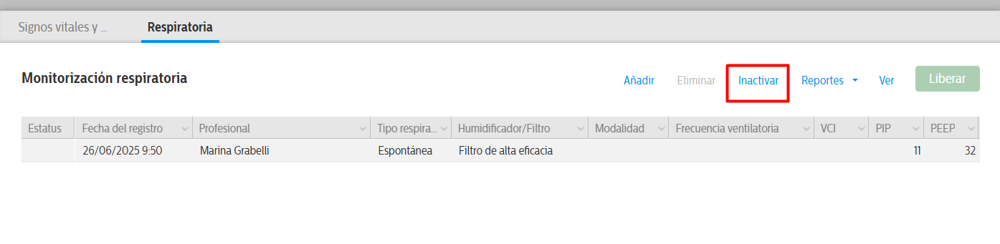 Signos vitales y ... Respiratoria
Monitorización respiratoria Añadir Eliminar Inactivar Reportes Ver Liberar
Estatus Fecha del registro Profesional Tipo respira... Humidificador/Filtro Modalidad Frecuencia ventilatoria VCI PIP PEEP
26/06/2025 9:50 Marina Grabelli Espontánea Filtro de alta eficacia 11 32